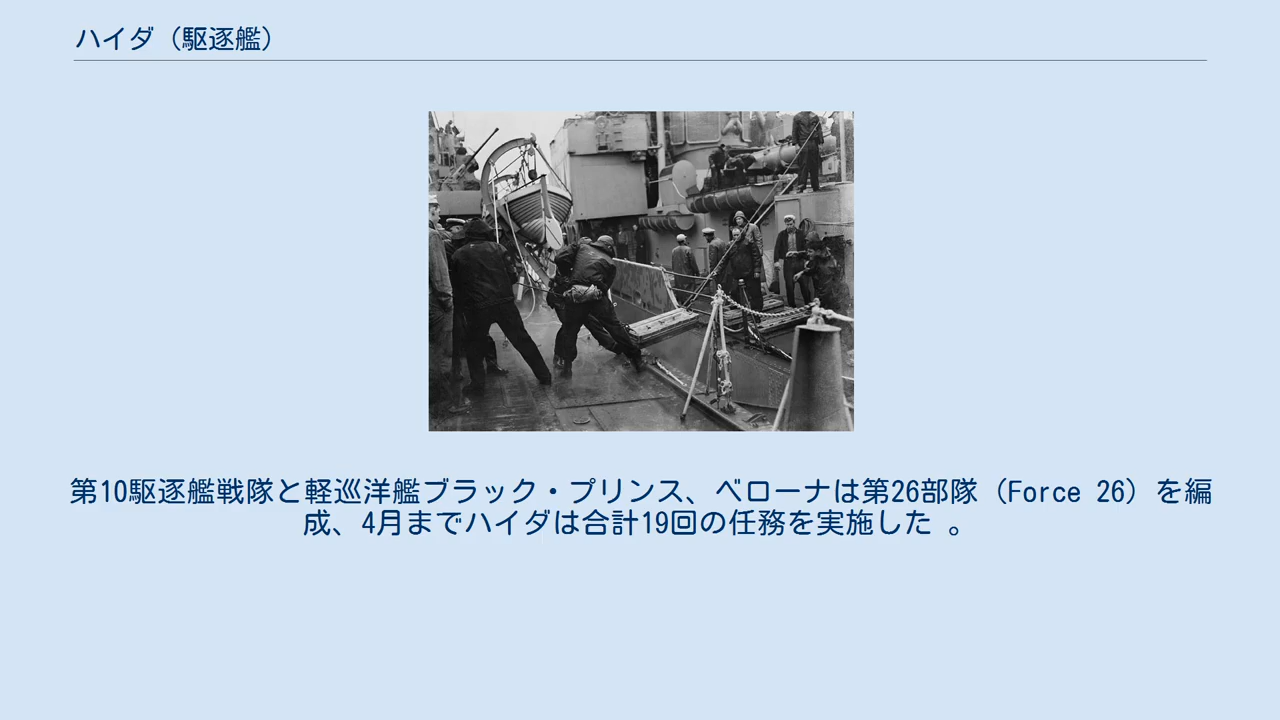 ハイダ（駆逐艦）
第10駆逐艦戦隊と軽巡洋艦ブラック・プリンス、ベローナは第26部隊（Force 26）を編
成、4月までハイダは合計19回の任務を実施した 。